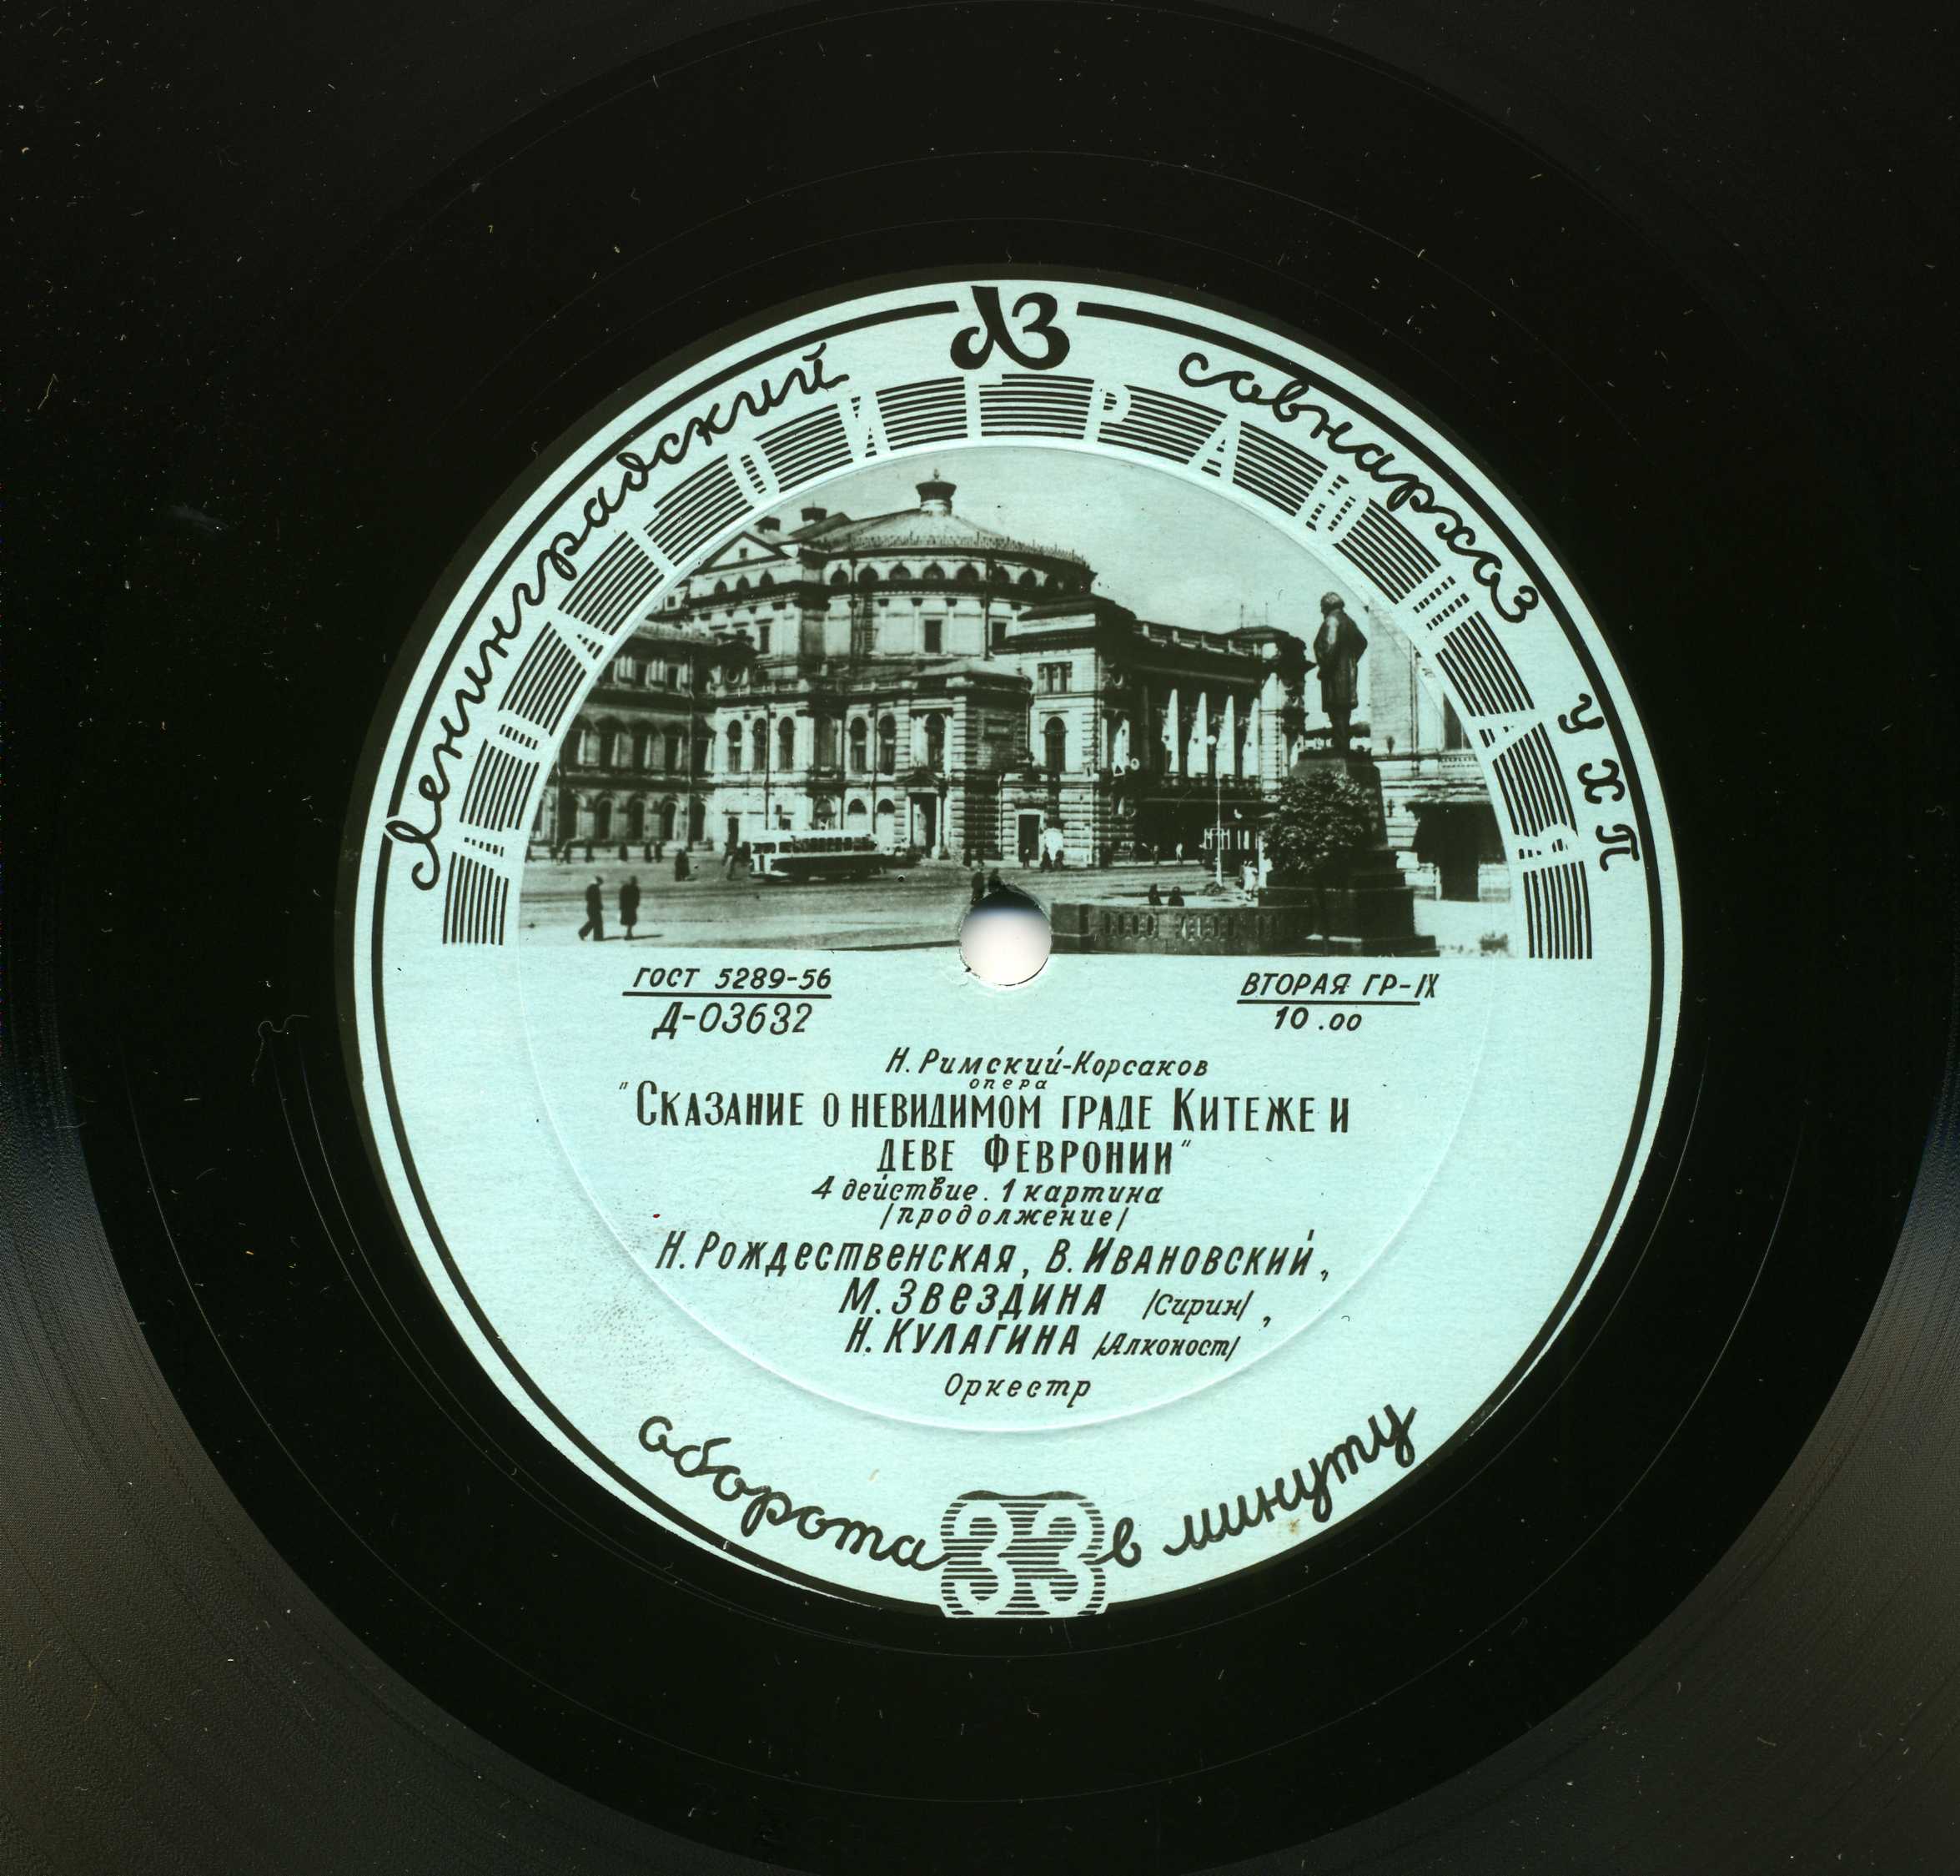 ЛЗ
Ленинградский совнархоз УХП
ДОЛГОИГРАЮЩАЯ
ГОСТ 5289-56
Д-03632
ВТОРАЯ ГР-IX
10.00
Н. Римский-Корсаков
опера
"Сказание о невидимом граде Китеже и
деве Февронии"
4 действие. 1 картина
/продолжение/
Н. Рождественская, В. Ивановский,
М. Звездина /Сирин/,
Н. Кулагина /Алконост/
Оркестр
33 оборота в минуту